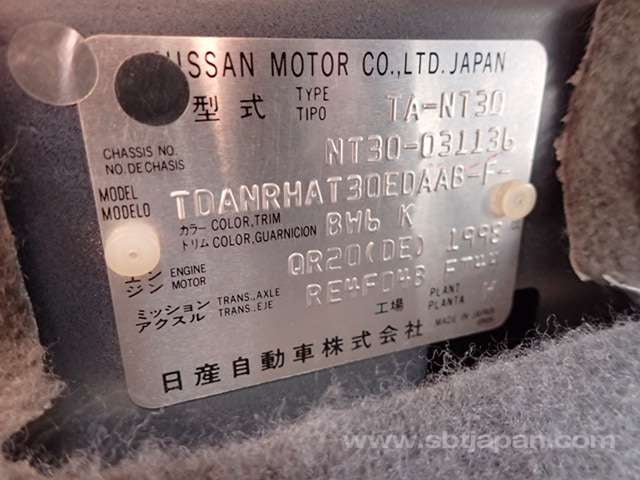 NISSAN MOTOR CO.,LTD. JAPAN
型式 TYPE TIPO TA-NT30
CHASSIS NO. NO. DE CHASIS NT30-031136
MODEL MODELO TDANRHAT30EDAAB-F-
カラー COLOR,TRIM トリム COLOR,GUARNICION BW6 K
エンジン ENGINE MOTOR QR20(DE) 1998 cc
ミッション アクスル TRANS.,AXLE TRANS.,EJE RE4F04B
工場 PLANT PLANTA
日産自動車株式会社 MADE IN JAPAN
www.sbtjapan.com